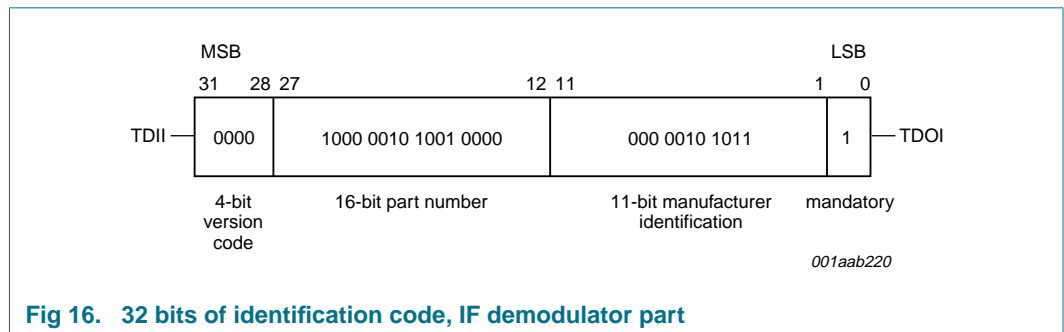 MSB LSB
31 28 27 12 11 1 0
TDII 0000 1000 0010 1001 0000 000 0010 1011 1 TDOI
4-bit version code
16-bit part number
11-bit manufacturer identification
mandatory
001aab220
Fig 16. 32 bits of identification code, IF demodulator part